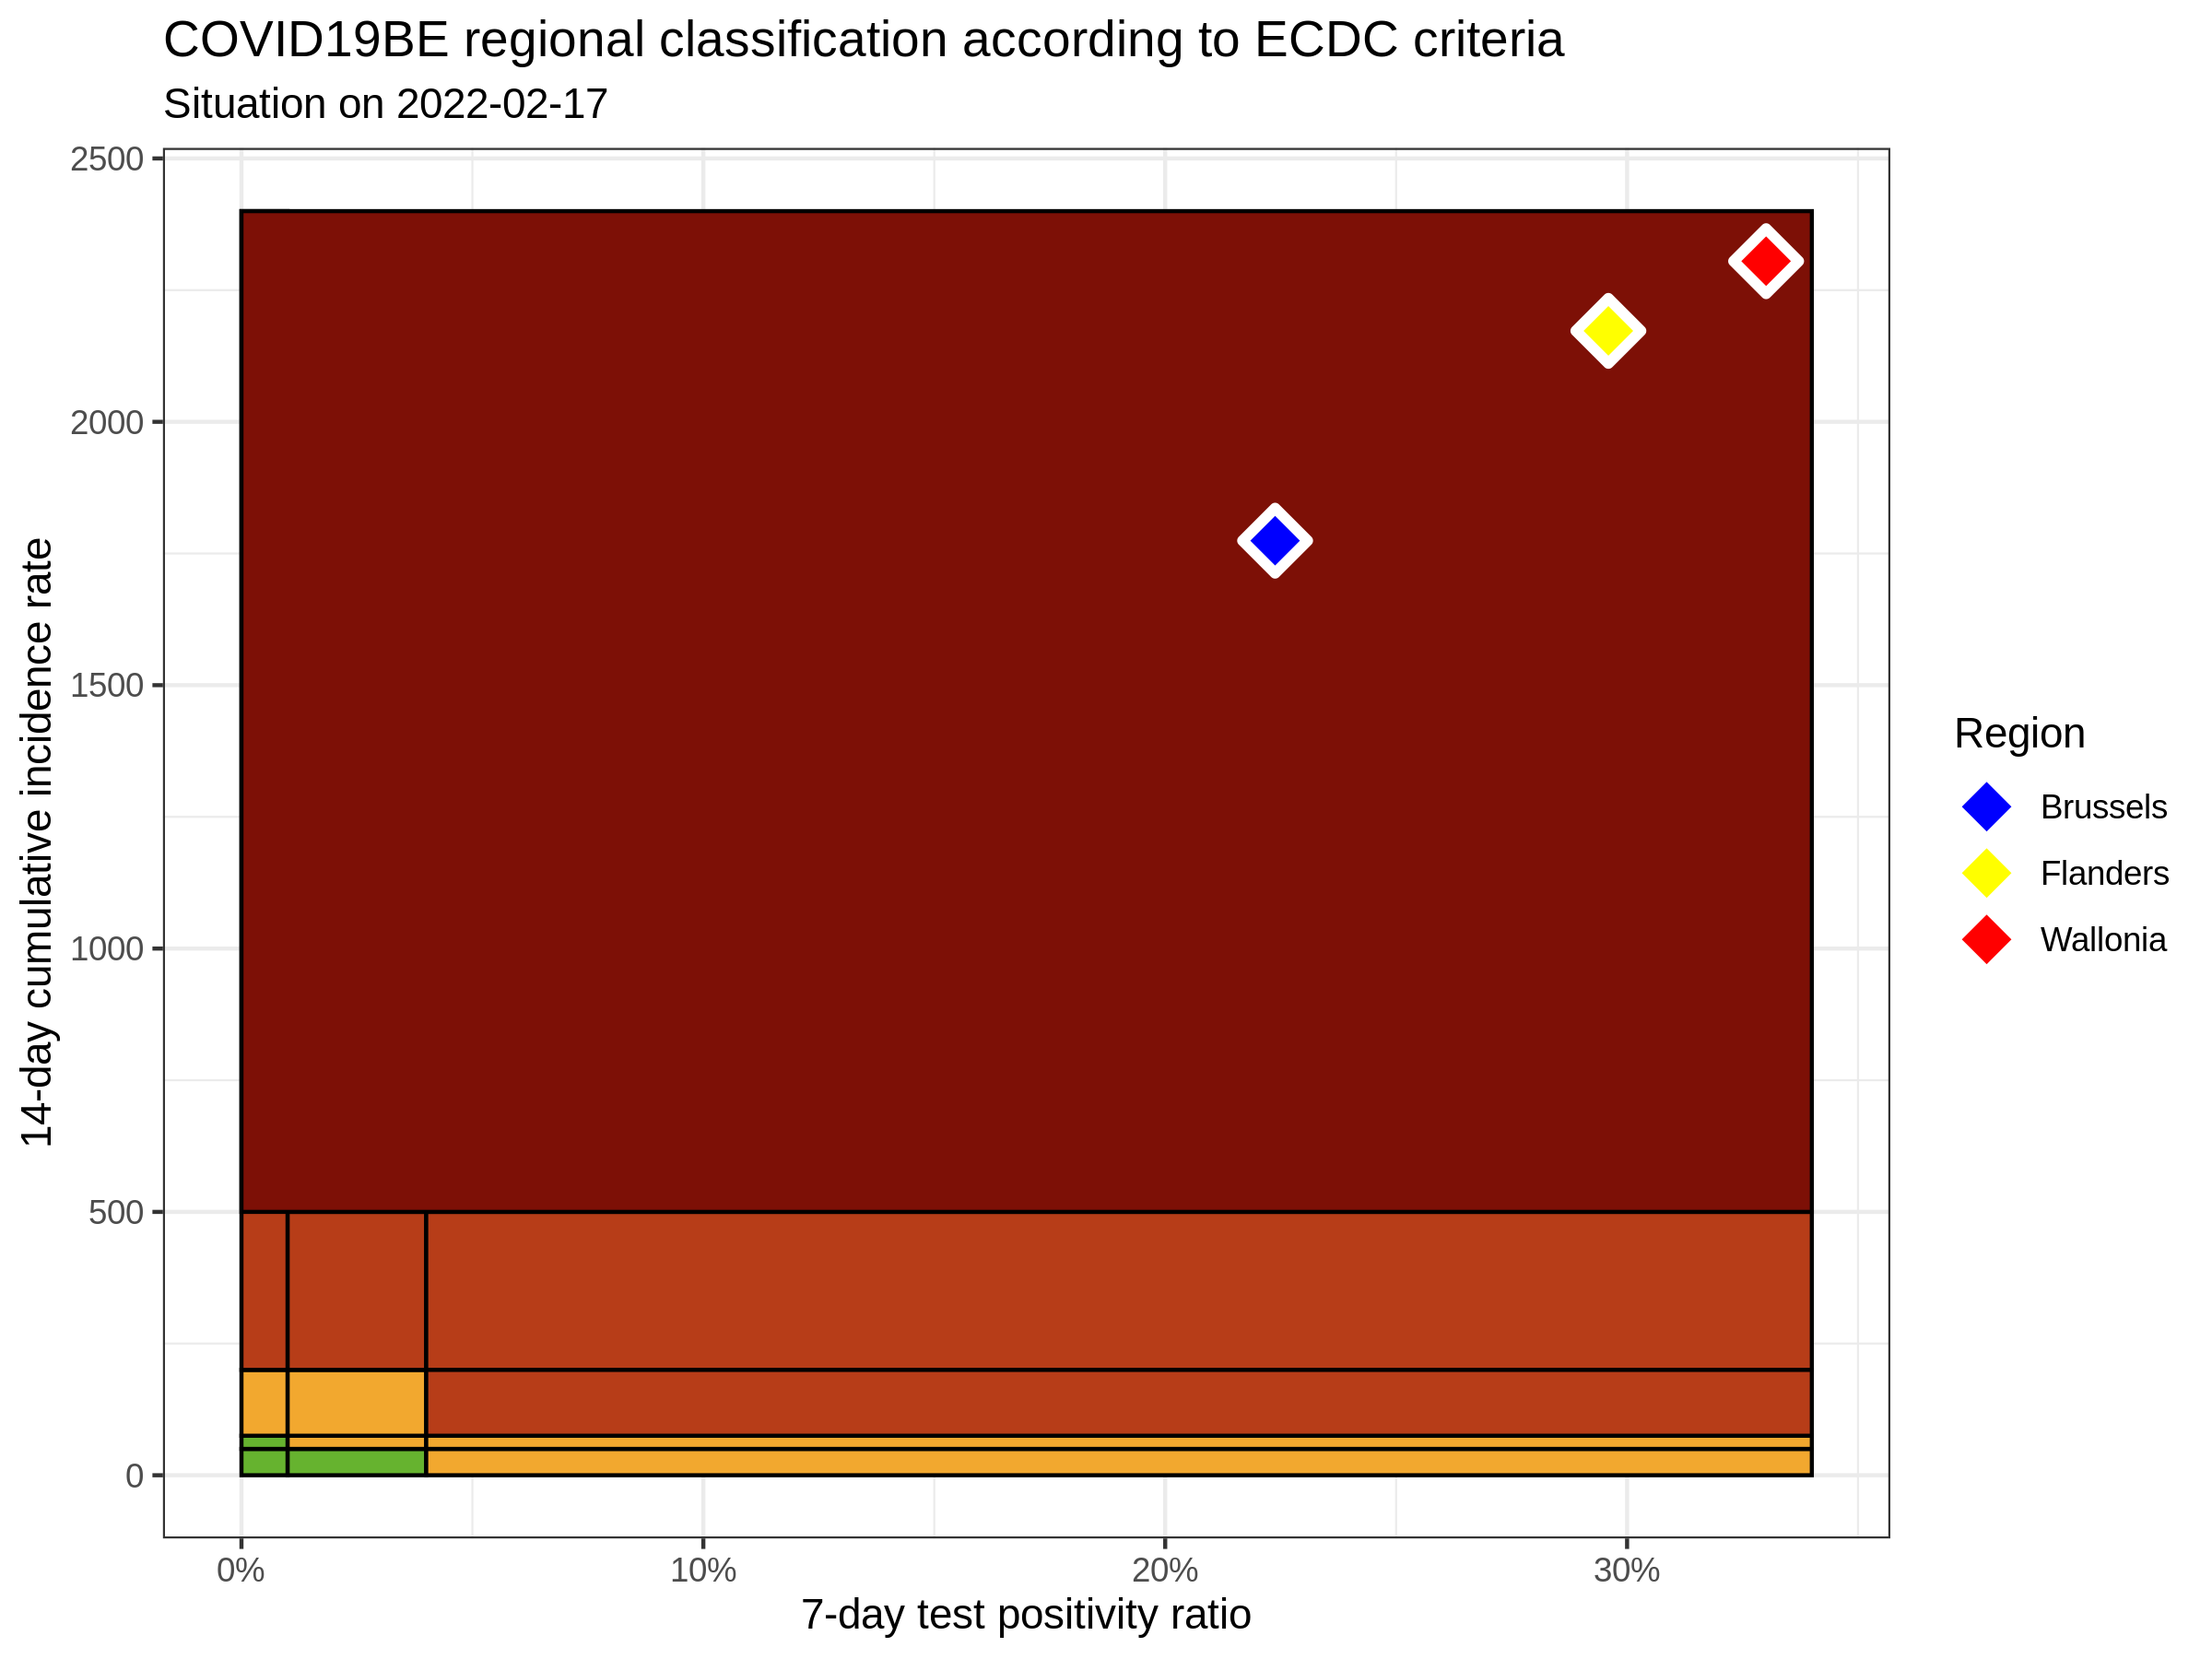 COVID19BE regional classification according to ECDC criteria
Situation on 2022-02-17
2500
2000
1500
1000
500
0
14-day cumulative incidence rate
0% 10% 20% 30%
7-day test positivity ratio
Region
Brussels
Flanders
Wallonia